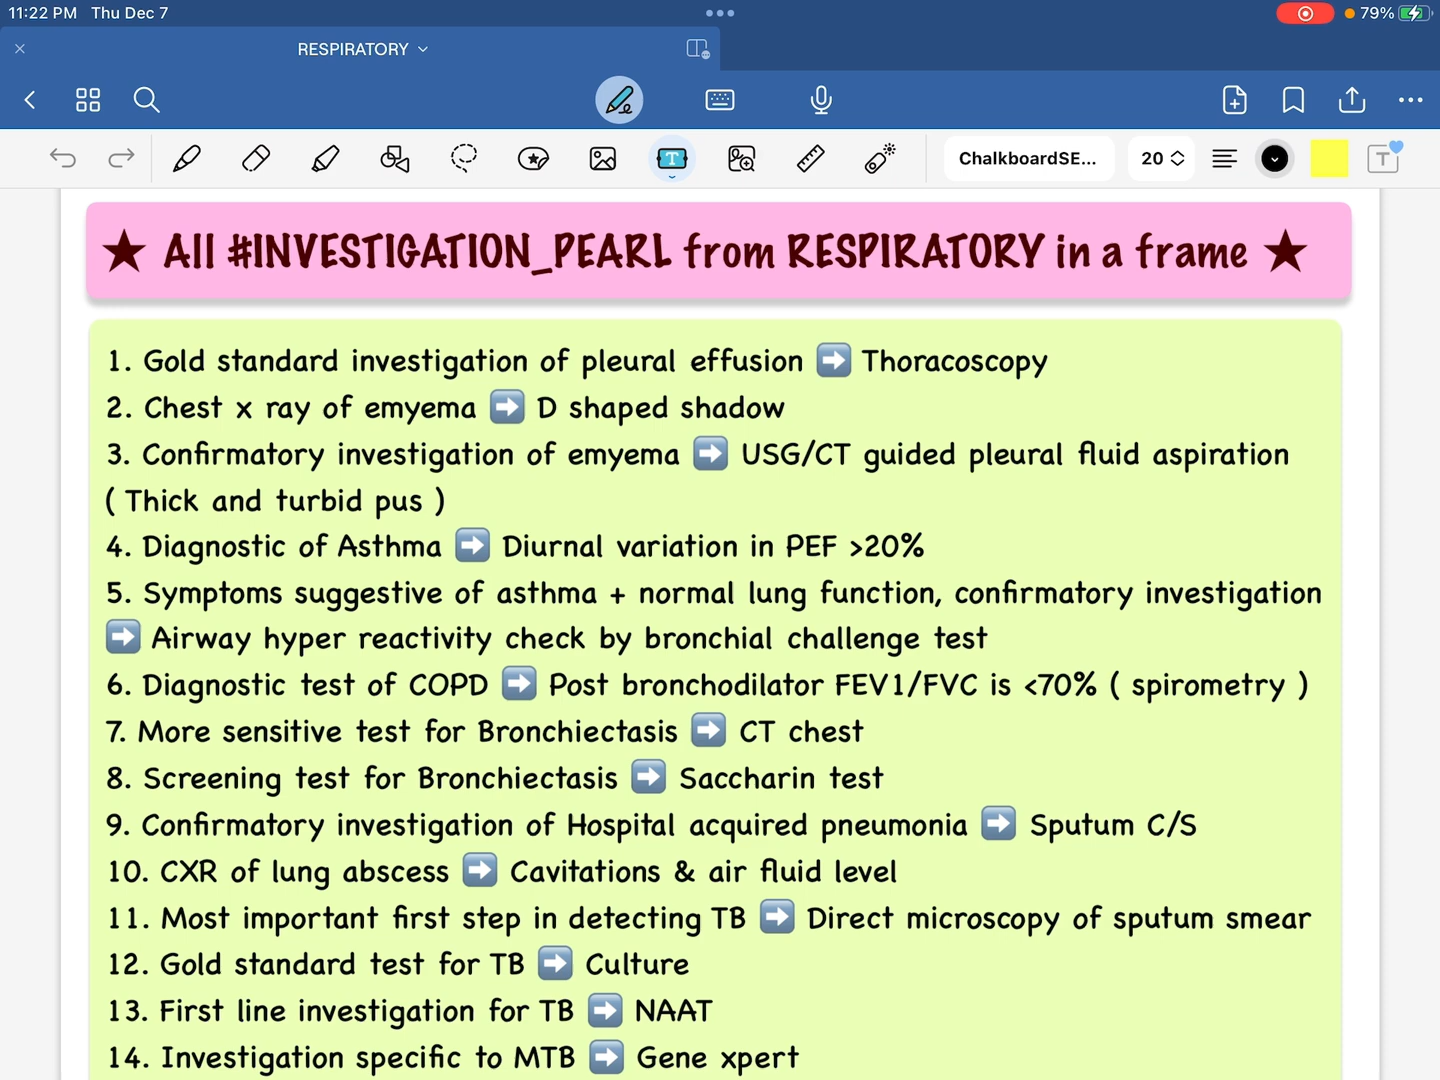 11:22 PM Thu Dec 7
79%
RESPIRATORY
ChalkboardSE...
20
T
T
★ All #INVESTIGATION_PEARL from RESPIRATORY in a frame ★
1. Gold standard investigation of pleural effusion ➡ Thoracoscopy
2. Chest x ray of emyema ➡ D shaped shadow
3. Confirmatory investigation of emyema ➡ USG/CT guided pleural fluid aspiration
( Thick and turbid pus )
4. Diagnostic of Asthma ➡ Diurnal variation in PEF >20%
5. Symptoms suggestive of asthma + normal lung function, confirmatory investigation
➡ Airway hyper reactivity check by bronchial challenge test
6. Diagnostic test of COPD ➡ Post bronchodilator FEV1/FVC is <70% ( spirometry )
7. More sensitive test for Bronchiectasis ➡ CT chest
8. Screening test for Bronchiectasis ➡ Saccharin test
9. Confirmatory investigation of Hospital acquired pneumonia ➡ Sputum C/S
10. CXR of lung abscess ➡ Cavitations & air fluid level
11. Most important first step in detecting TB ➡ Direct microscopy of sputum smear
12. Gold standard test for TB ➡ Culture
13. First line investigation for TB ➡ NAAT
14. Investigation specific to MTB ➡ Gene xpert